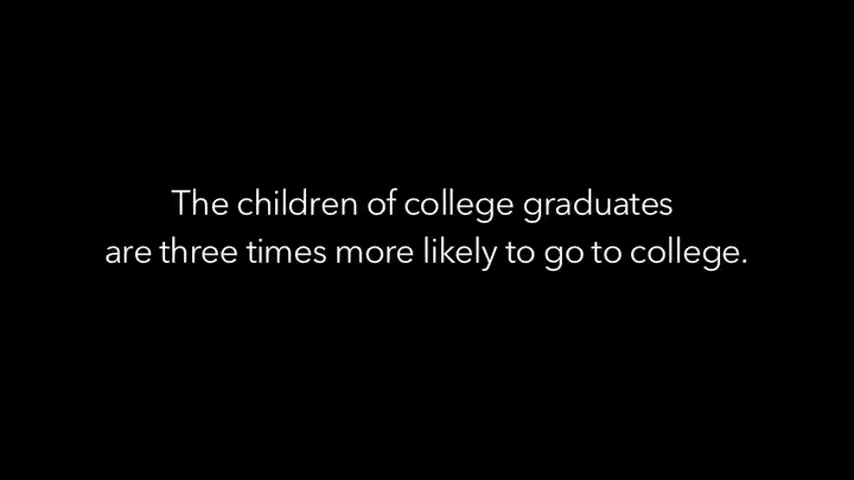 The children of college graduates
are three times more likely to go to college.